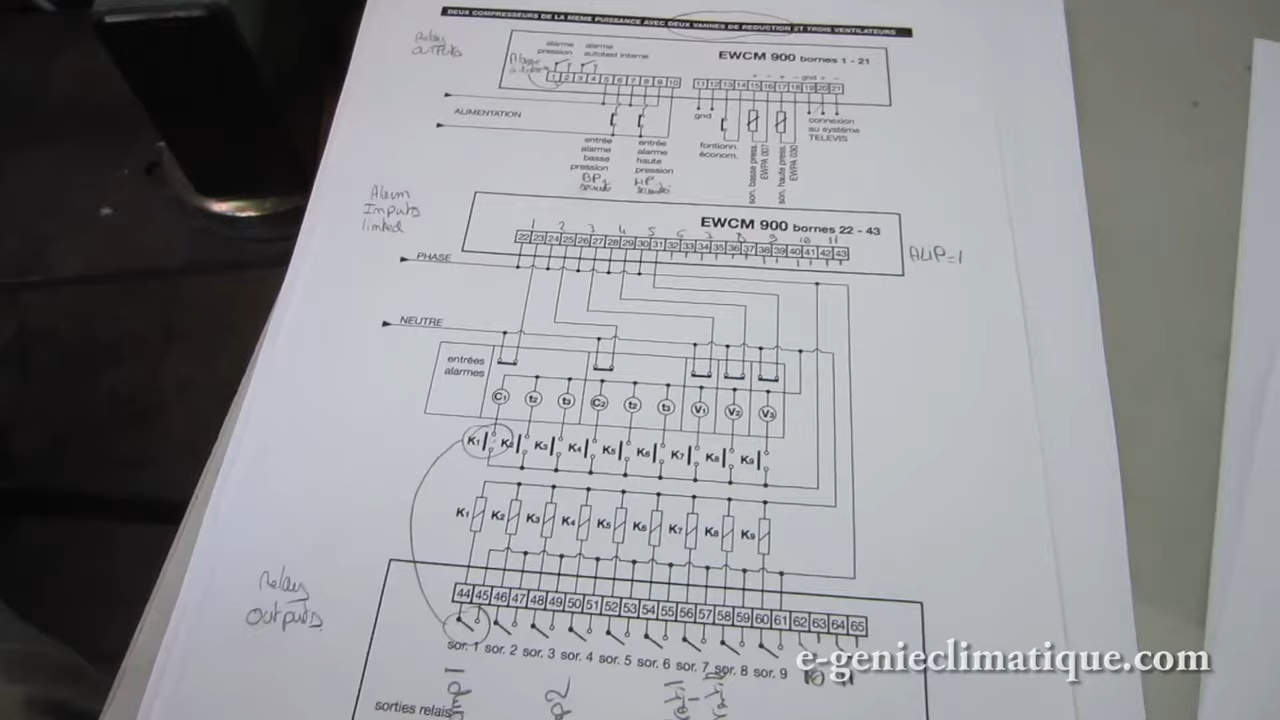 DEUX COMPRESSEURS DE LA MEME PUISSANCE AVEC DEUX VANNES DE REDUCTION ET TROIS VENTILATEURS
Relay
OUTPUTS
alarme
pression
alarme
autotest interne
EWCM 900 bornes 1 - 21
1 2 3 4 5 6 7 8 9 10
11 12 13 14 15 16 17 18 19 20 21
+ - + - gnd + -
ALIMENTATION
gnd
entrée
alarme
basse
pression
entrée
alarme
haute
pression
fontionn.
économ.
son. basse press.
EWPA 007
son. haute press.
EWPA 030
connexion
su système
TELEVIS
BP
HP
Alarm
Imputs
limited
EWCM 900 bornes 22 - 43
1 2 3 4 5 6 7 8 9 10 11
22 23 24 25 26 27 28 29 30 31 32 33 34 35 36 37 38 39 40 41 42 43
ALIP=1
PHASE
NEUTRE
entrées
alarmes
C1 t2 t3 C2 t2 t3 V1 V2 V3
K1 K2 K3 K4 K5 K6 K7 K8 K9
K1 K2 K3 K4 K5 K6 K7 K8 K9
Relay
Outputs
44 45 46 47 48 49 50 51 52 53 54 55 56 57 58 59 60 61 62 63 64 65
sor. 1 sor. 2 sor. 3 sor. 4 sor. 5 sor. 6 sor. 7 sor. 8 sor. 9 10 11
sorties relais
e-genieclimatique.com